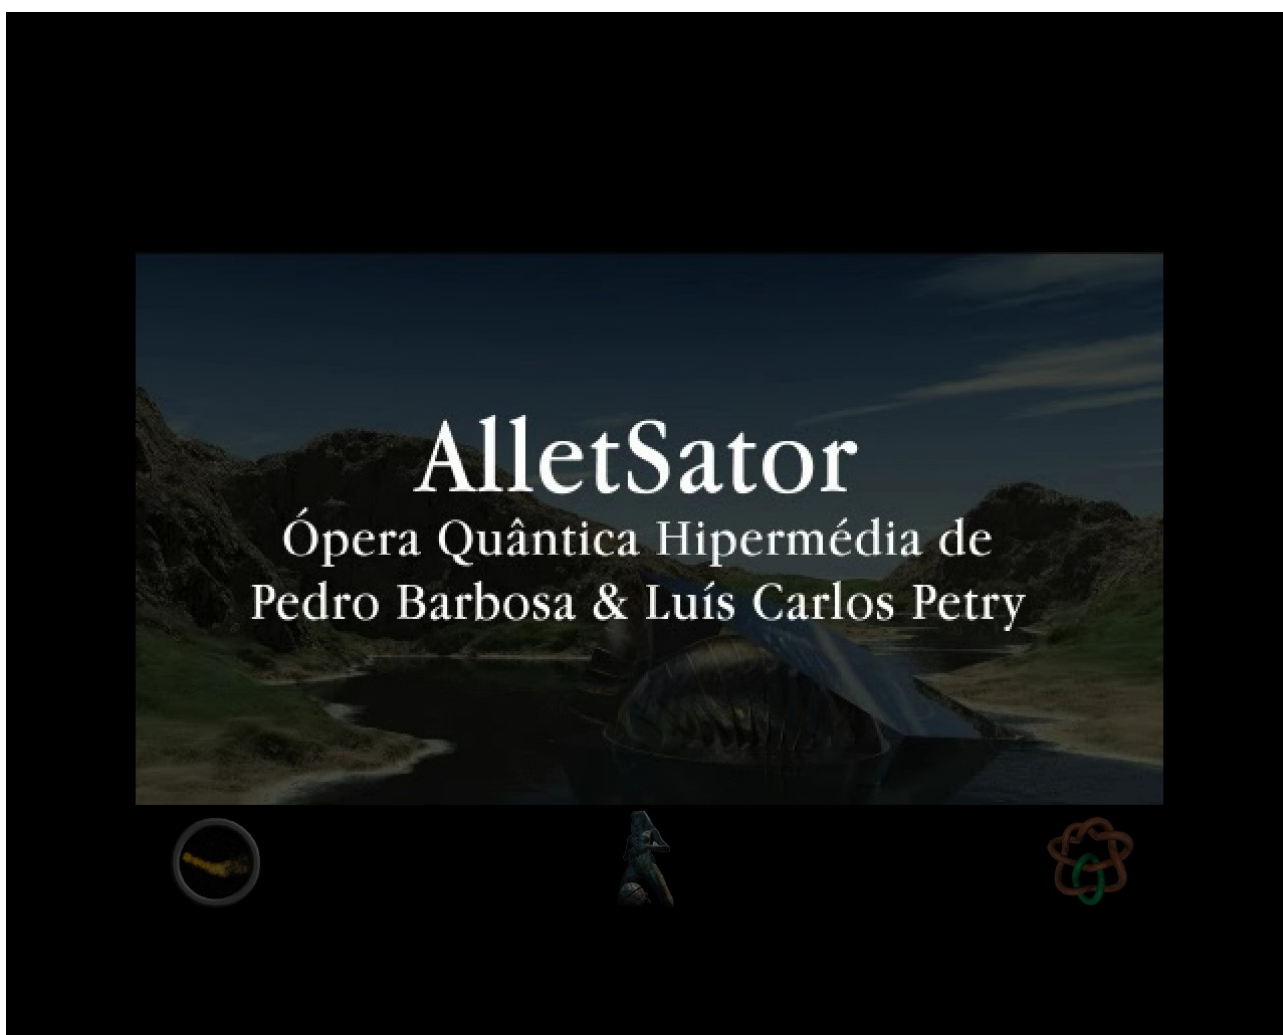 AlletSator
Ópera Quântica Hipermédia de
Pedro Barbosa & Luís Carlos Petry